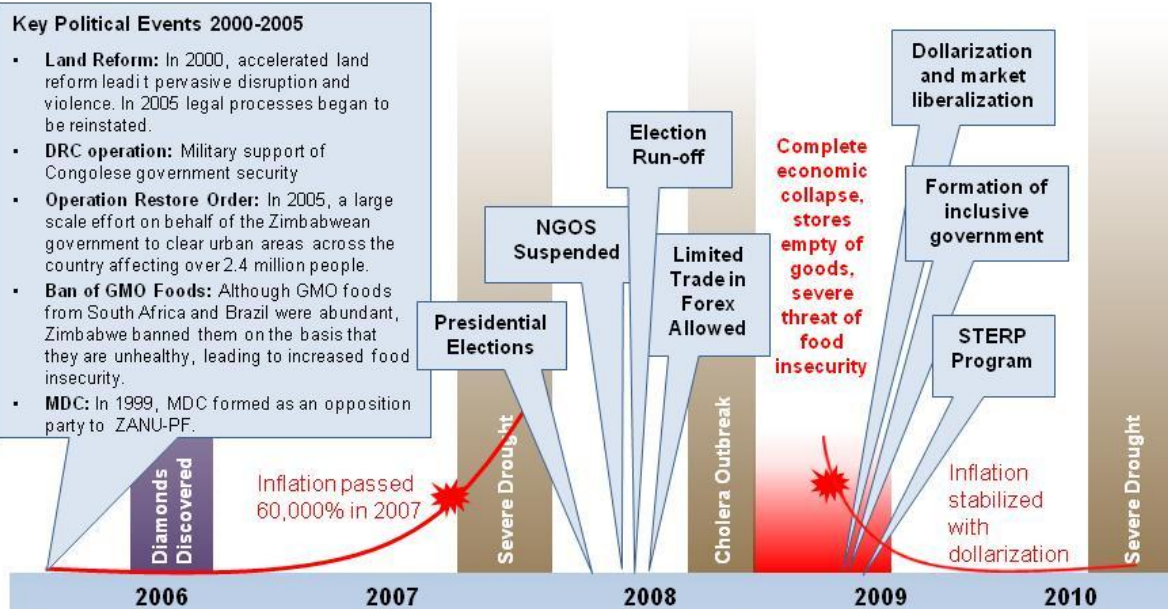 Key Political Events 2000-2005
▪ Land Reform: In 2000, accelerated land
reform leadi t pervasive disruption and
violence. In 2005 legal processes began to
be reinstated.
▪ DRC operation: Military support of
Congolese government security
▪ Operation Restore Order: In 2005, a large
scale effort on behalf of the Zimbabwean
government to clear urban areas across the
country affecting over 2.4 million people.
▪ Ban of GMO Foods: Although GMO foods
from South Africa and Brazil were abundant,
Zimbabwe banned them on the basis that
they are unhealthy, leading to increased food
insecurity.
▪ MDC: In 1999, MDC formed as an opposition
party to ZANU-PF.
Diamonds
Discovered
Inflation passed
60,000% in 2007
Severe Drought
Presidential
Elections
NGOS
Suspended
Election
Run-off
Limited
Trade in
Forex
Allowed
Cholera Outbreak
Complete
economic
collapse,
stores
empty of
goods,
severe
threat of
food
insecurity
Dollarization
and market
liberalization
Formation of
inclusive
government
STERP
Program
Inflation
stabilized
with
dollarization
Severe Drought
2006
2007
2008
2009
2010